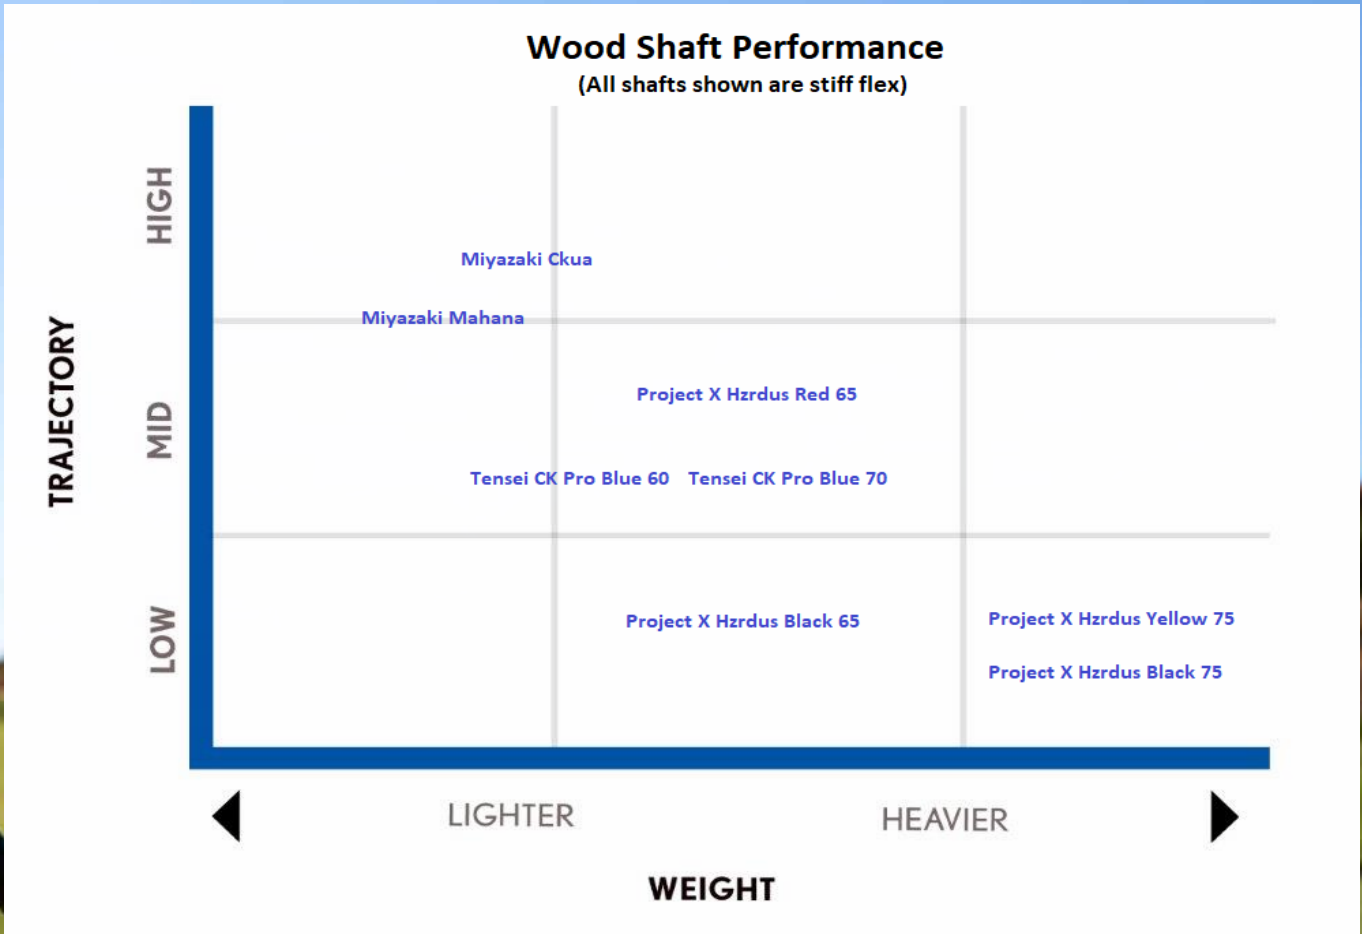 Wood Shaft Performance
(All shafts shown are stiff flex)
TRAJECTORY
HIGH
MID
LOW
Miyazaki Ckua
Miyazaki Mahana
Project X Hzrdus Red 65
Tensei CK Pro Blue 60
Tensei CK Pro Blue 70
Project X Hzrdus Black 65
Project X Hzrdus Yellow 75
Project X Hzrdus Black 75
LIGHTER
HEAVIER
WEIGHT